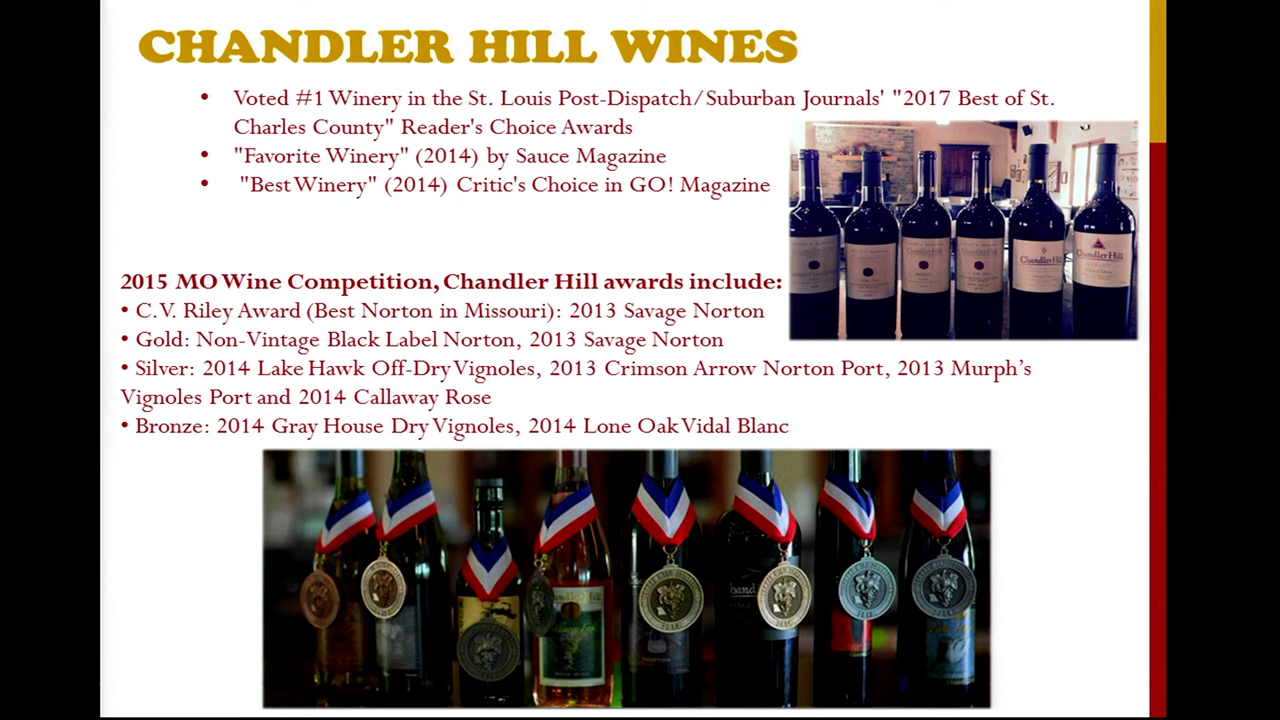 CHANDLER HILL WINES
• Voted #1 Winery in the St. Louis Post-Dispatch/Suburban Journals' "2017 Best of St.
Charles County" Reader's Choice Awards
• "Favorite Winery" (2014) by Sauce Magazine
• "Best Winery" (2014) Critic's Choice in GO! Magazine
Chandler Hill
Chandler Hill
2015 MO Wine Competition, Chandler Hill awards include:
• C.V. Riley Award (Best Norton in Missouri): 2013 Savage Norton
• Gold: Non-Vintage Black Label Norton, 2013 Savage Norton
• Silver: 2014 Lake Hawk Off-Dry Vignoles, 2013 Crimson Arrow Norton Port, 2013 Murph’s
Vignoles Port and 2014 Callaway Rose
• Bronze: 2014 Gray House Dry Vignoles, 2014 Lone Oak Vidal Blanc
Chandler Hill
NORTON